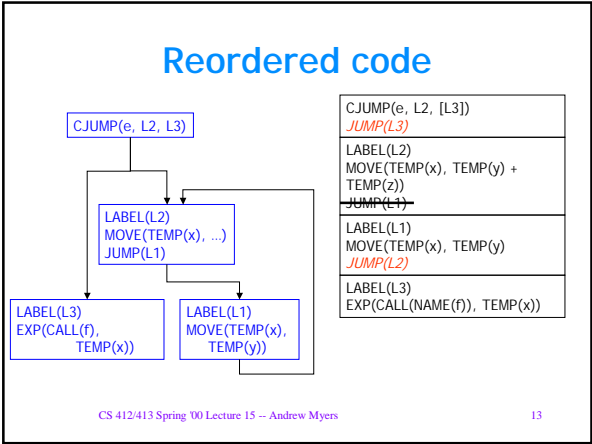 Reordered code
CJUMP(e, L2, L3)
LABEL(L2)
MOVE(TEMP(x), ...)
JUMP(L1)
LABEL(L3)
EXP(CALL(f),
TEMP(x))
LABEL(L1)
MOVE(TEMP(x),
TEMP(y))
CJUMP(e, L2, [L3])
JUMP(L3)
LABEL(L2)
MOVE(TEMP(x), TEMP(y) +
TEMP(z))
JUMP(L1)
LABEL(L1)
MOVE(TEMP(x), TEMP(y)
JUMP(L2)
LABEL(L3)
EXP(CALL(NAME(f)), TEMP(x))
CS 412/413 Spring '00 Lecture 15 -- Andrew Myers
13